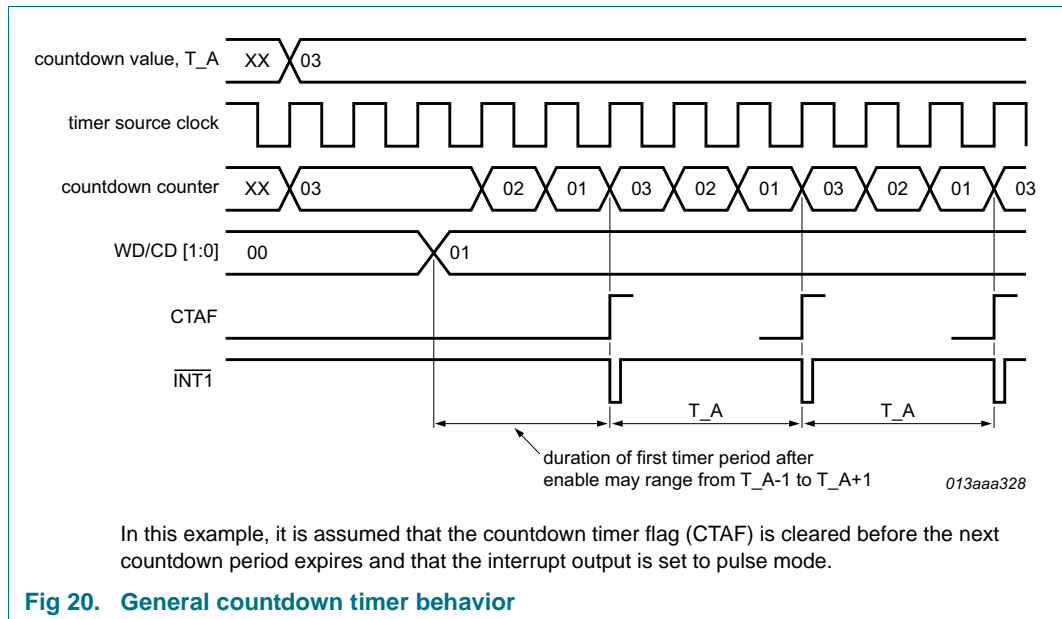 countdown value, T_A XX 03
timer source clock
countdown counter XX 03 02 01 03 02 01 03 02 01 03
WD/CD [1:0] 00 01
CTAF
INT1
T_A T_A
duration of first timer period after
enable may range from T_A-1 to T_A+1
013aaa328
In this example, it is assumed that the countdown timer flag (CTAF) is cleared before the next
countdown period expires and that the interrupt output is set to pulse mode.
Fig 20. General countdown timer behavior